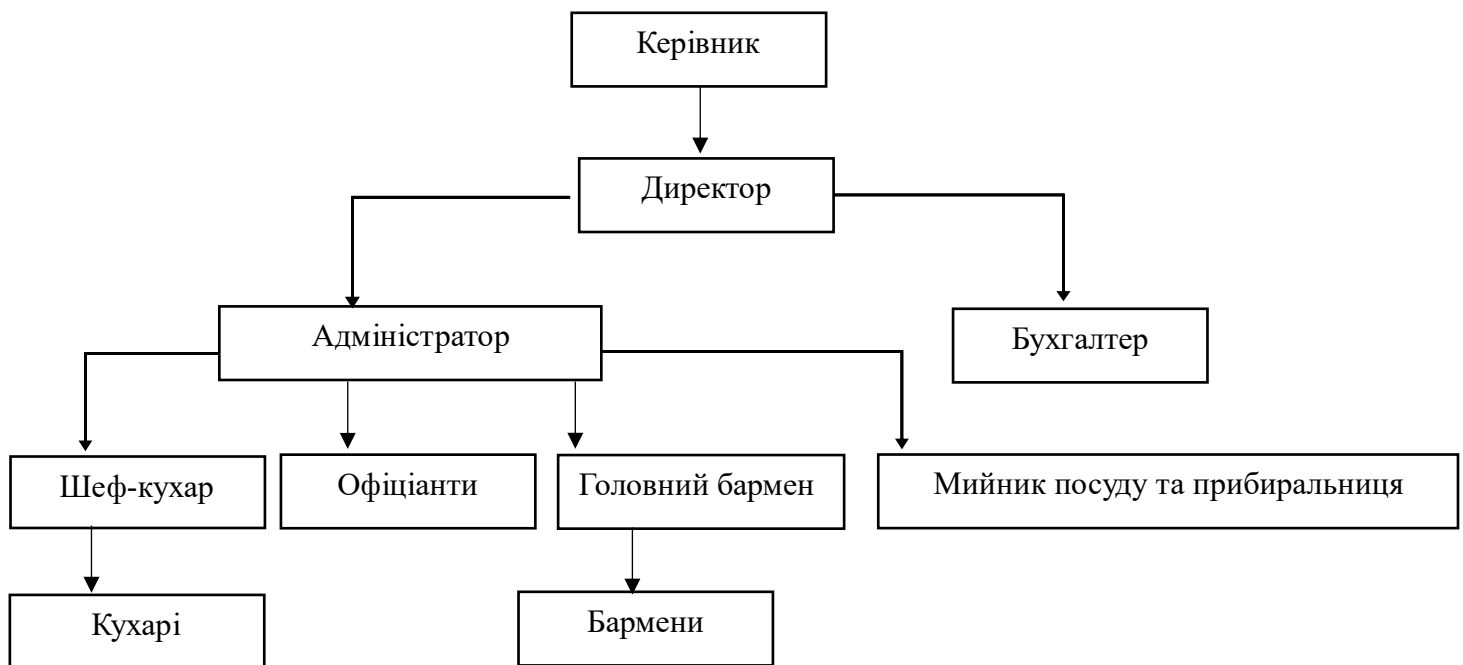 Керівник
Директор
Адміністратор
Бухгалтер
Шеф-кухар
Офіціанти
Головний бармен
Мийник посуду та прибиральниця
Кухарі
Бармени